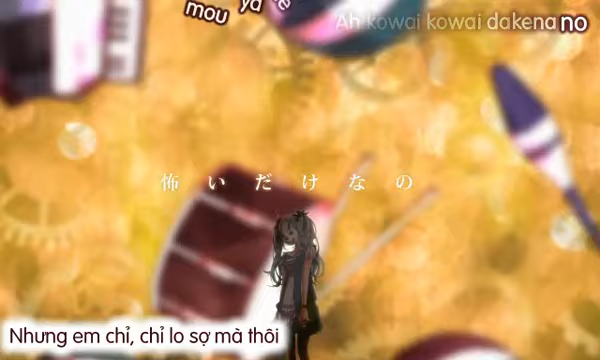 mou ya
Ah kowai kowai dakena no
怖いだけなの
Nhưng em chỉ, chỉ lo sợ mà thôi